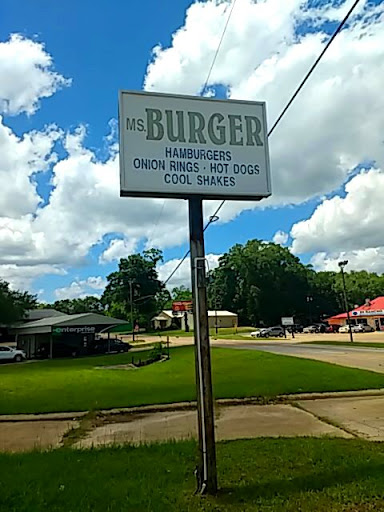 MS. BURGER
HAMBURGERS
ONION RINGS · HOT DOGS
COOL SHAKES
enterprise